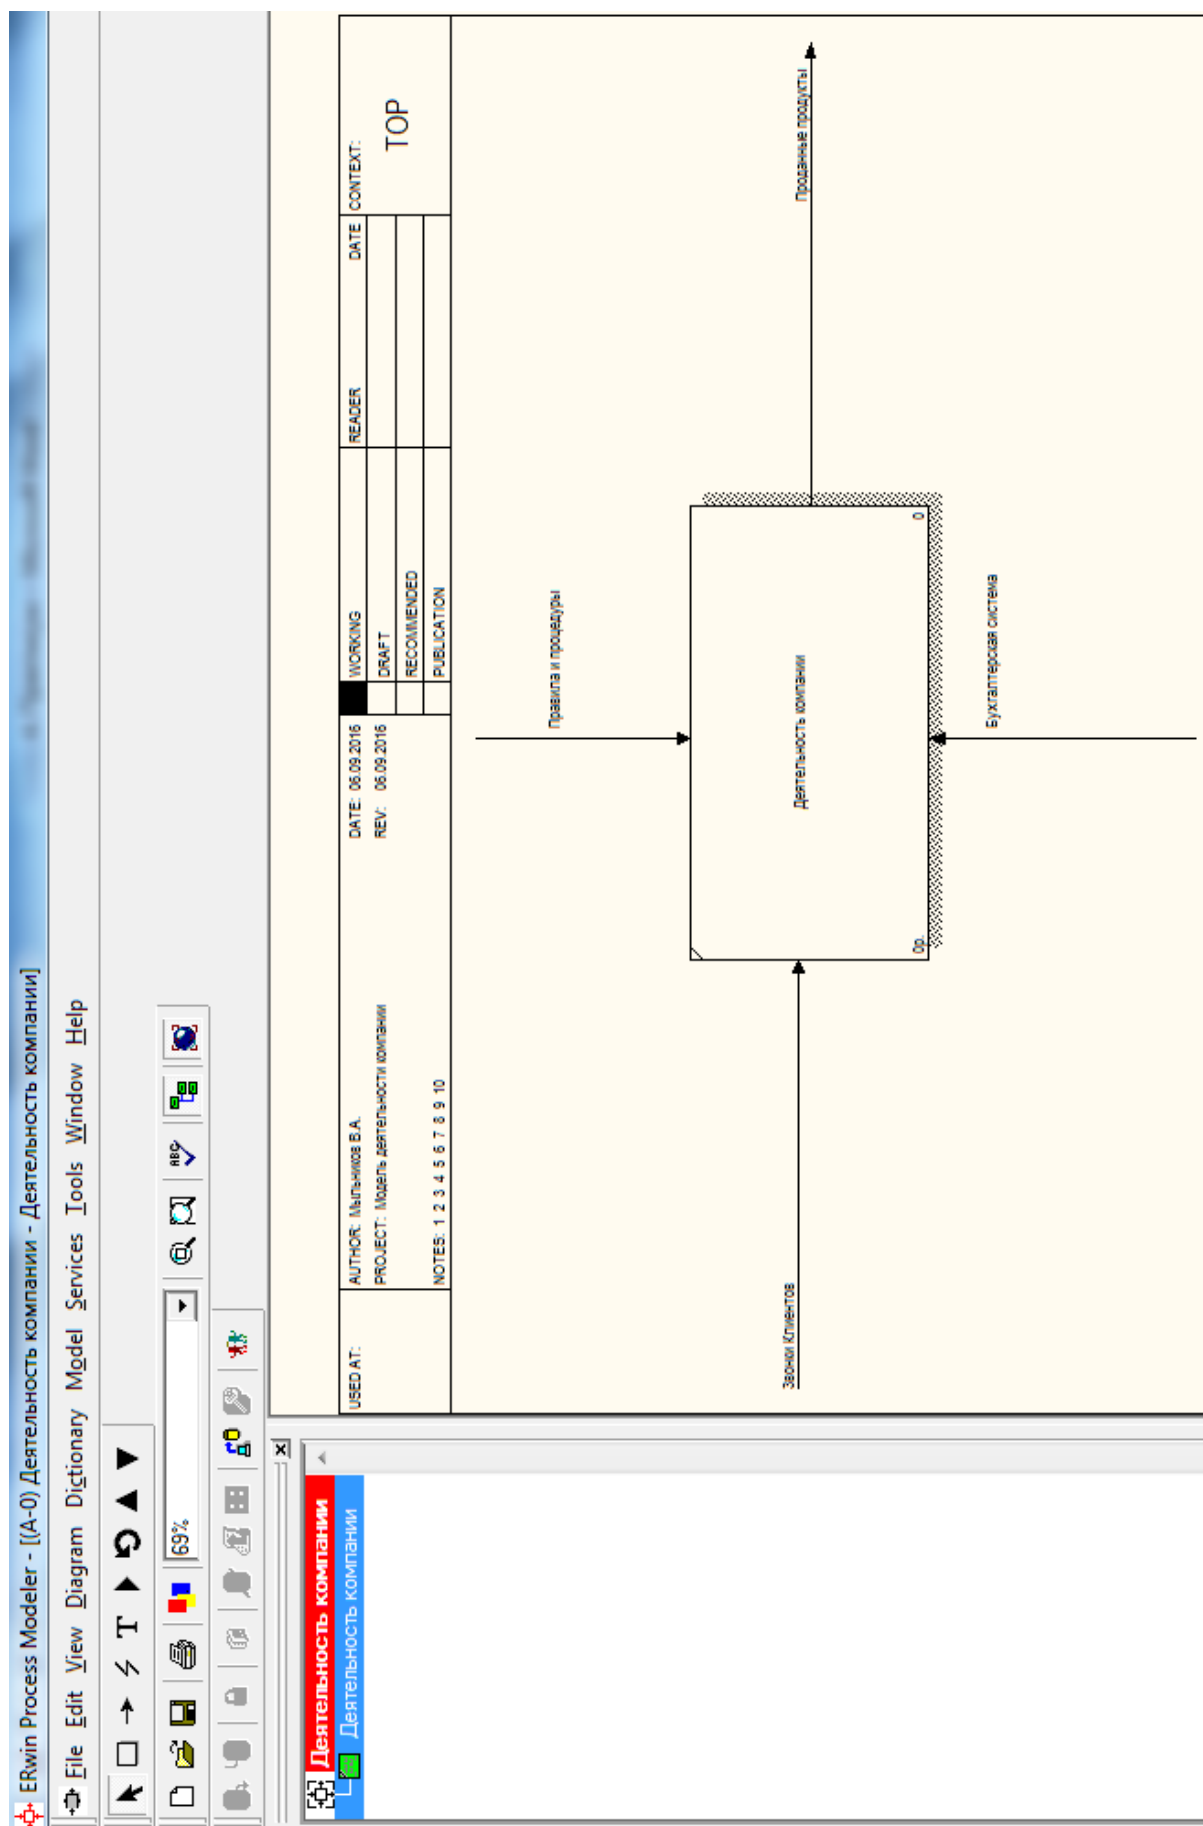 ERwin Process Modeler - [(A-0) Деятельность компании - Деятельность компании]
File Edit View Diagram Dictionary Model Services Tools Window Help
T
69%
ABC
Деятельность компании
Деятельность компании
USED AT:
AUTHOR: Мыльников В.А.
PROJECT: Модель деятельности компании
NOTES: 1 2 3 4 5 6 7 8 9 10
DATE: 06.09.2016
REV: 06.09.2016
WORKING
DRAFT
RECOMMENDED
PUBLICATION
READER
DATE
CONTEXT:
TOP
Правила и процедуры
Звонки Клиентов
Деятельность компании
0р.
0
Проданные продукты
Бухгалтерская система